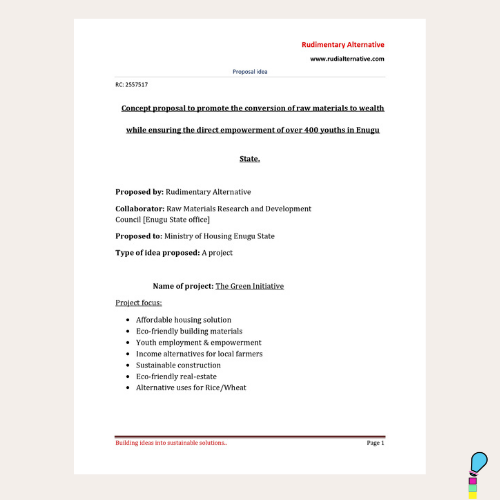 Rudimentary Alternative
www.rudialternative.com
Proposal Idea
RC: 2557517
Concept proposal to promote the conversion of raw materials to wealth
while ensuring the direct empowerment of over 400 youths in Enugu
State.
Proposed by: Rudimentary Alternative
Collaborator: Raw Materials Research and Development
Council [Enugu State office]
Proposed to: Ministry of Housing Enugu State
Type of idea proposed: A project
Name of project: The Green Initiative
Project focus:
• Affordable housing solution
• Eco-friendly building materials
• Youth employment & empowerment
• Income alternatives for local farmers
• Sustainable construction
• Eco-friendly real-estate
• Alternative uses for Rice/Wheat
Building ideas into sustainable solutions..
Page 1